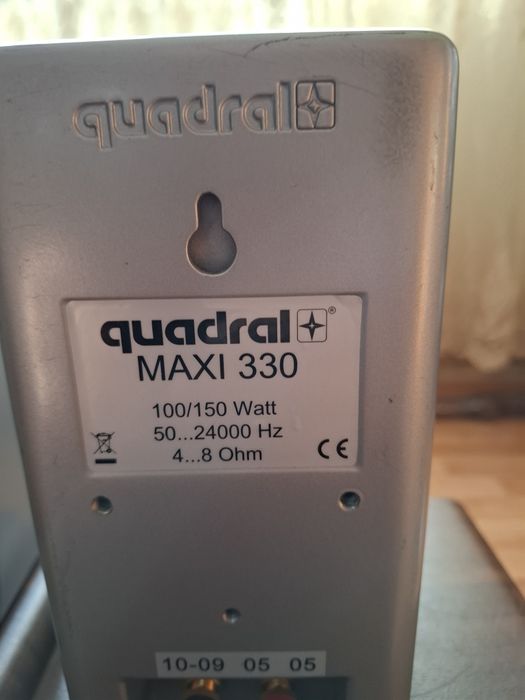 quadral
quadral®
MAXI 330
100/150 Watt
50...24000 Hz
4...8 Ohm
CE
10-09 05 05